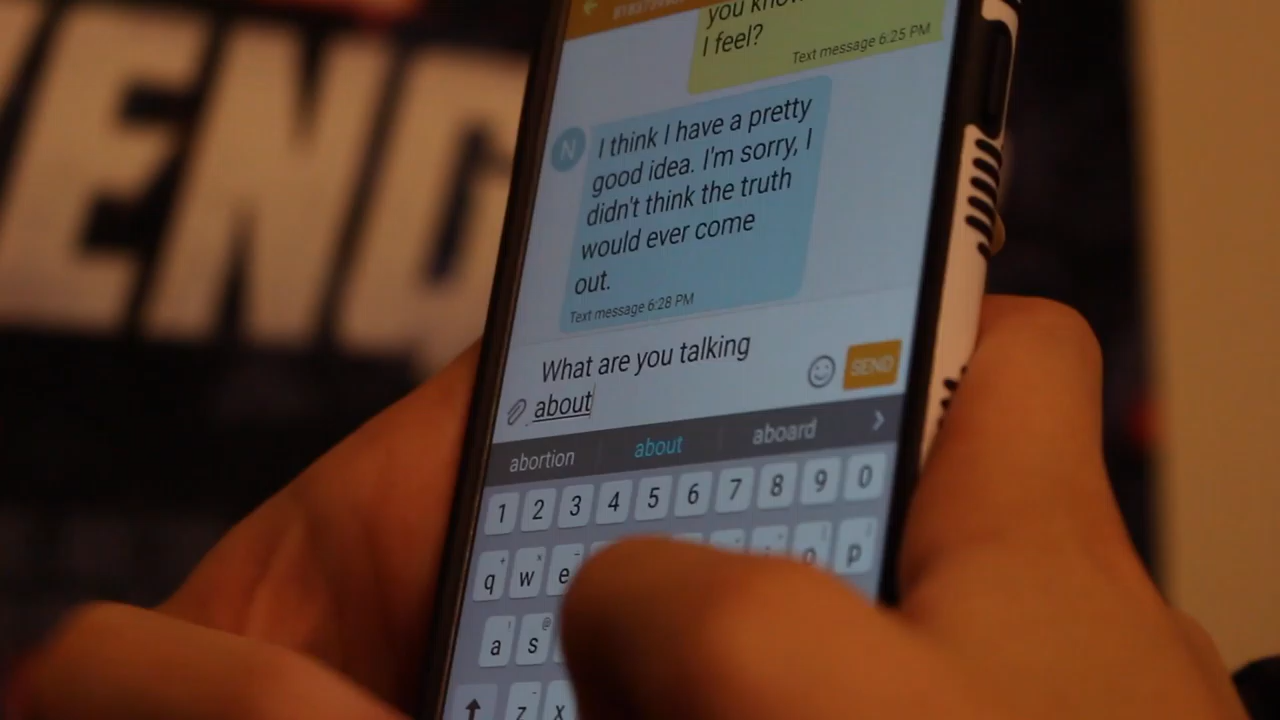 VENG
you know
I feel?
Text message 6:25 PM
N
I think I have a pretty
good idea. I'm sorry, I
didn't think the truth
would ever come
out.
Text message 6:28 PM
What are you talking
about
SEND
abortion about aboard
1 2 3 4 5 6 7 8 9 0
q w e o p
a s
z x